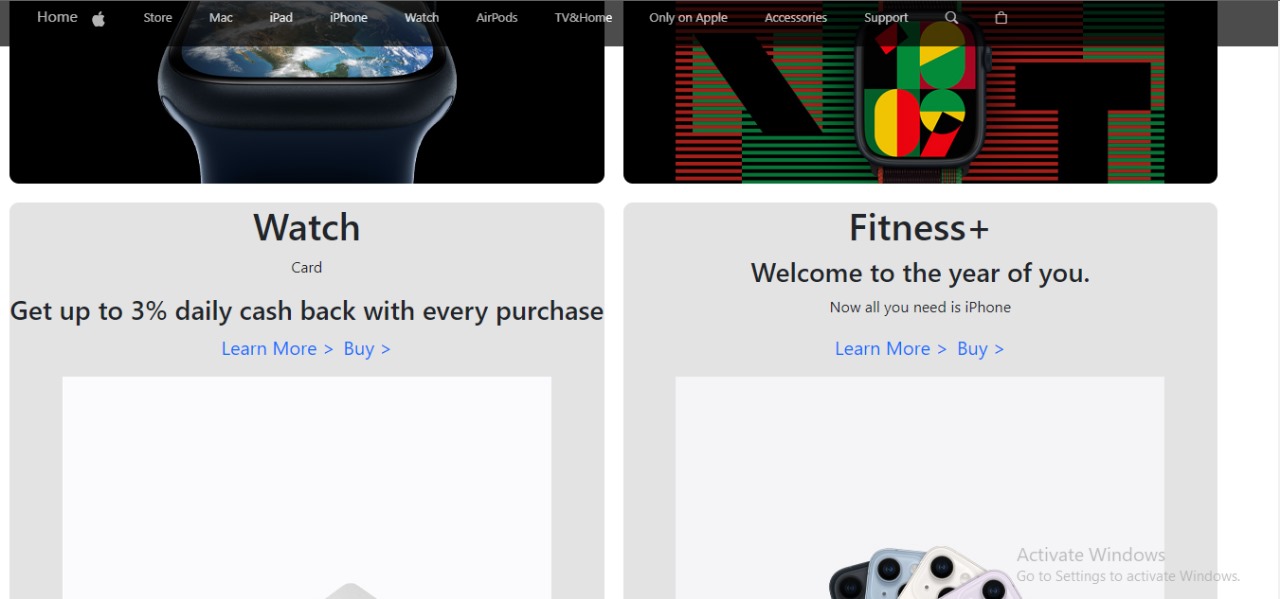 Home Store Mac iPad iPhone Watch AirPods TV&Home Only on Apple Accessories Support
Watch
Card
Get up to 3% daily cash back with every purchase
Learn More > Buy >
Fitness+
Welcome to the year of you.
Now all you need is iPhone
Learn More > Buy >
Activate Windows
Go to Settings to activate Windows.